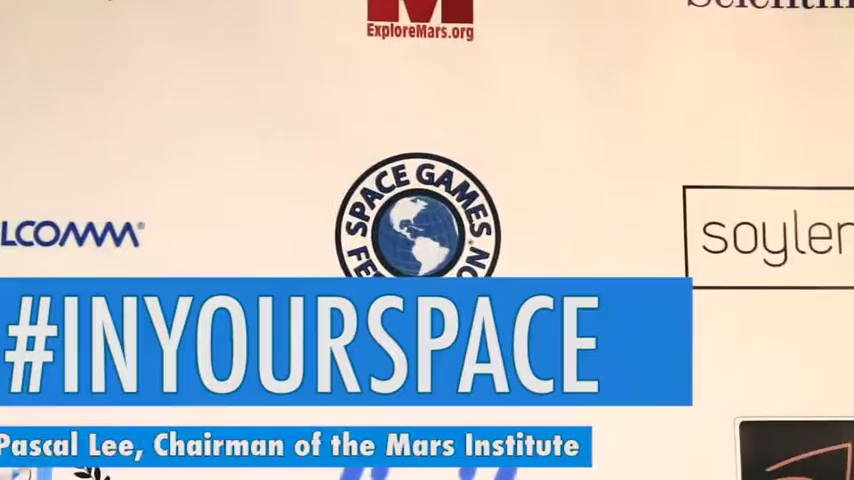 ExploreMars.org
SPACE GAMES
LCOMM®
soylen
#INYOURSPACE
Pascal Lee, Chairman of the Mars Institute